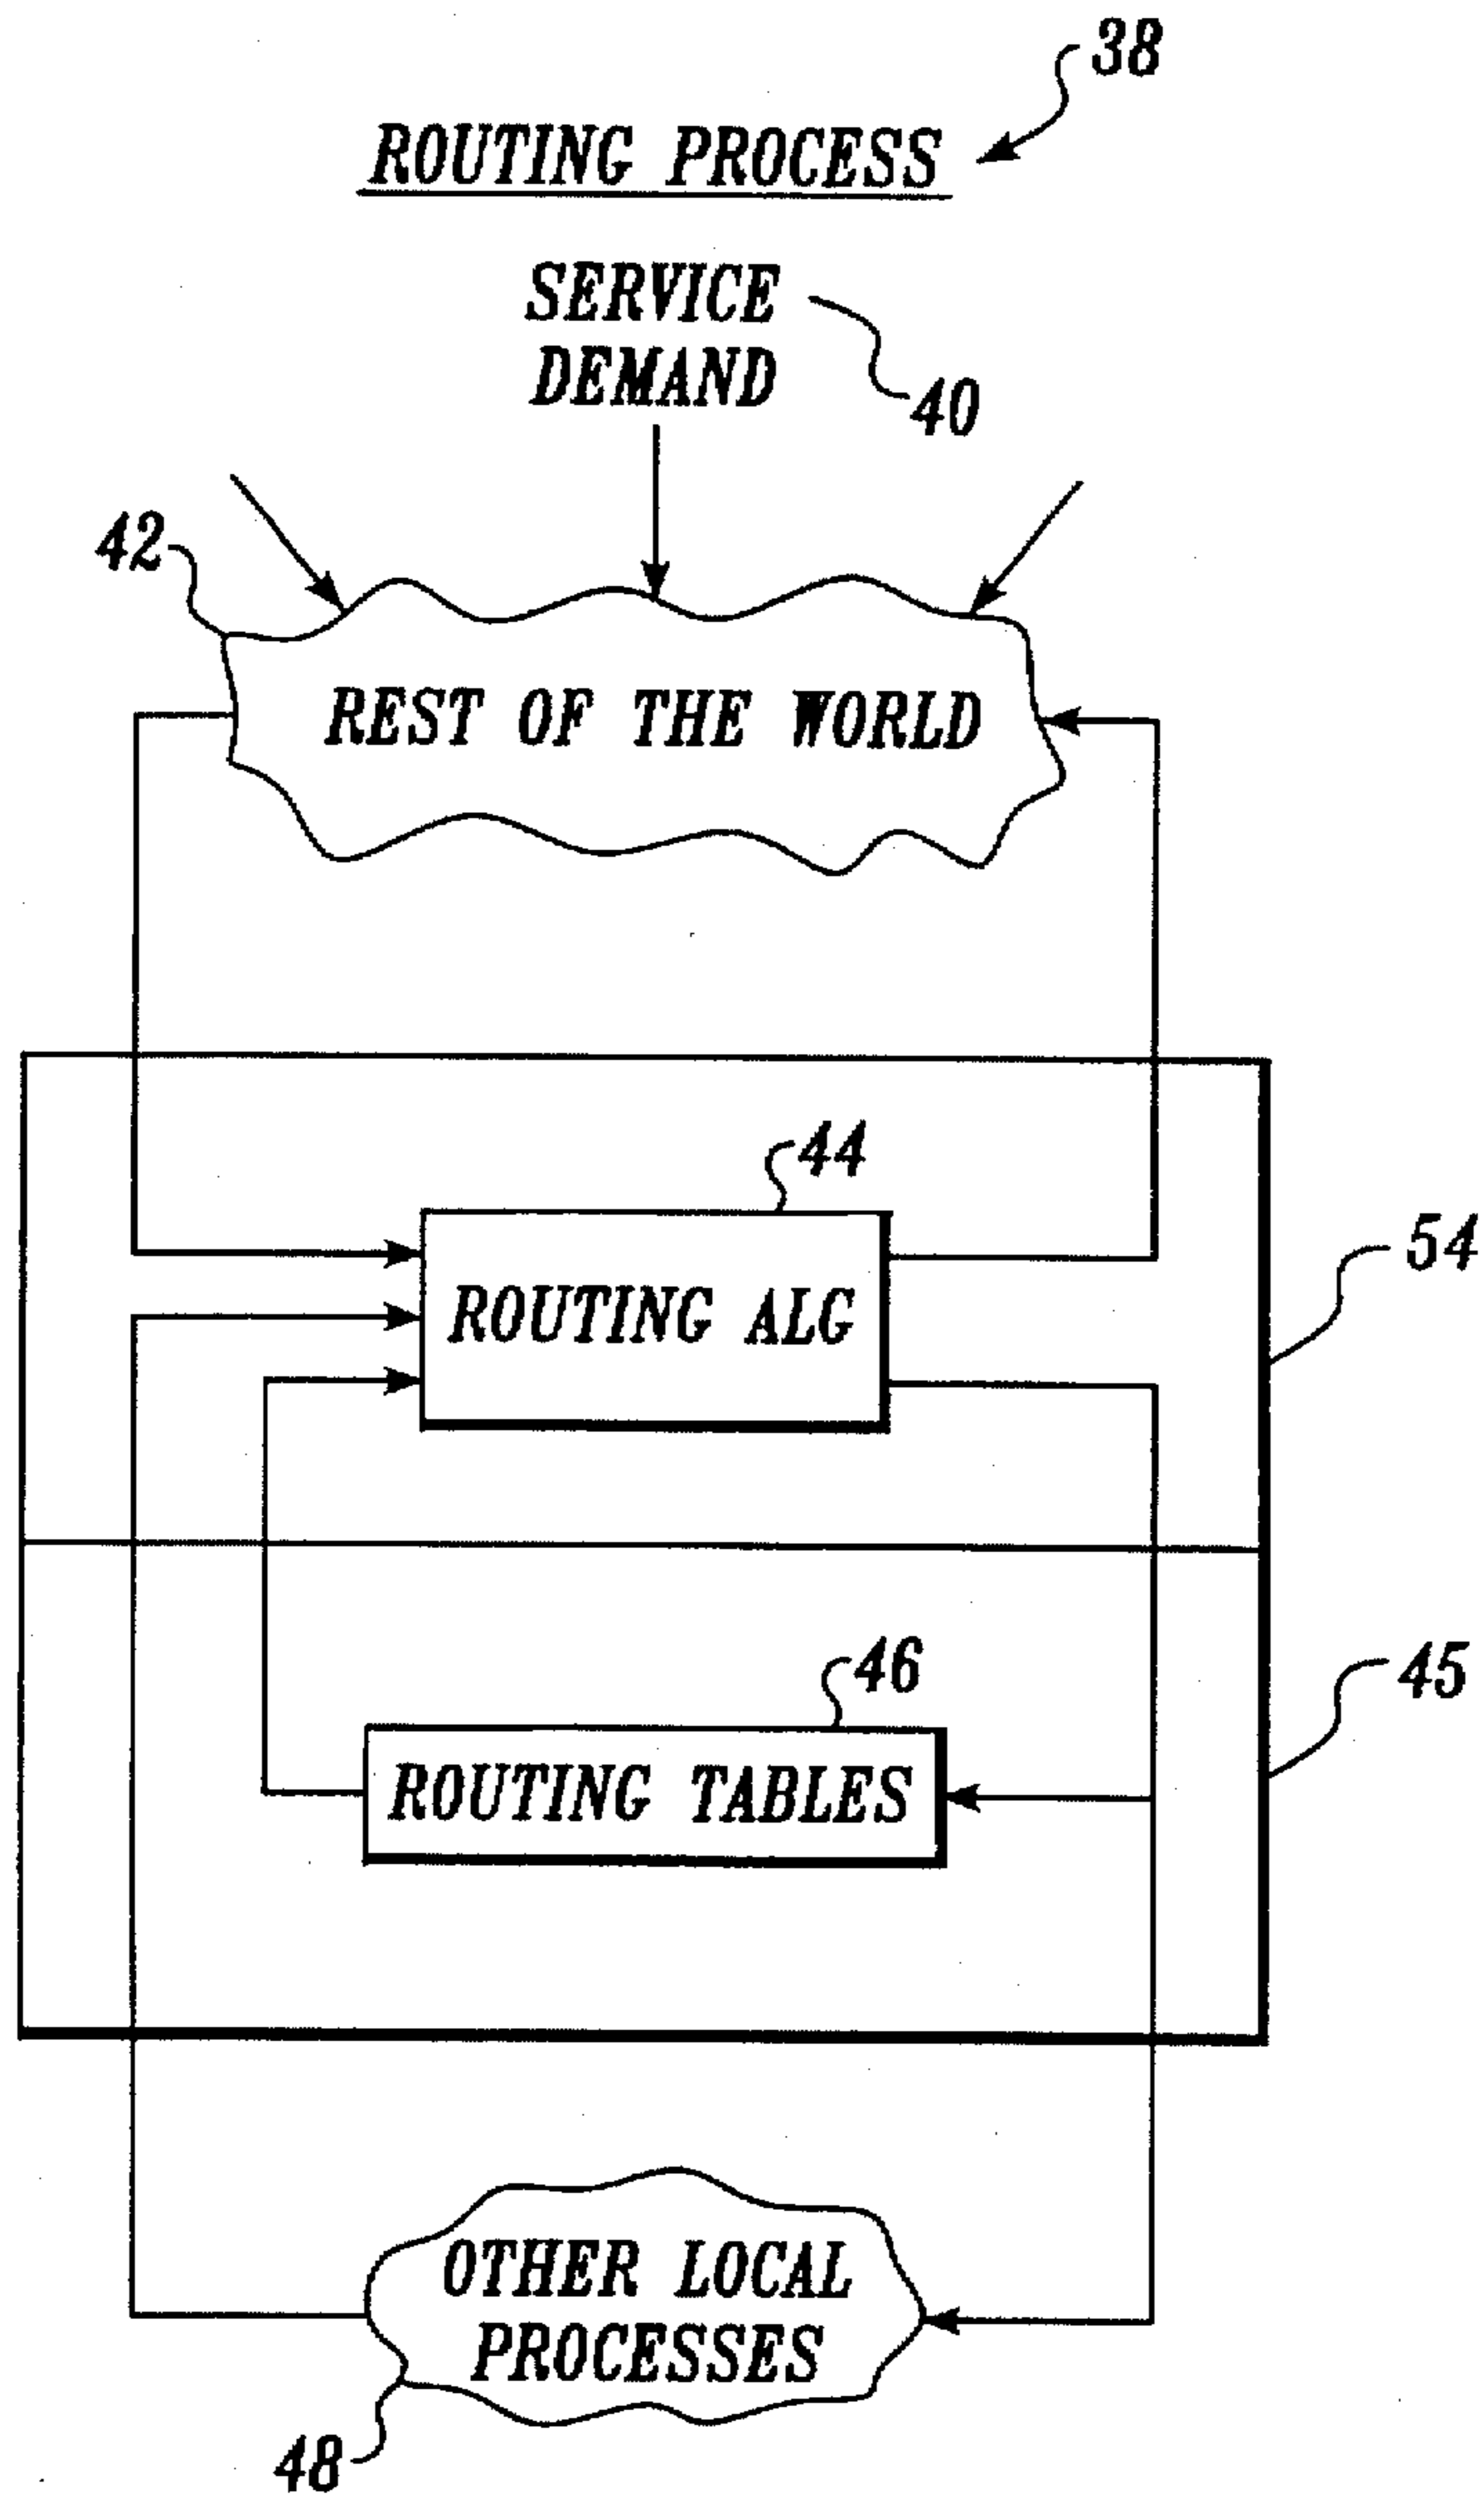 38
ROUTING PROCESS
SERVICE
DEMAND
40
42
REST OF THE WORLD
44
54
ROUTING ALG
46
45
ROUTING TABLES
OTHER LOCAL
PROCESSES
48